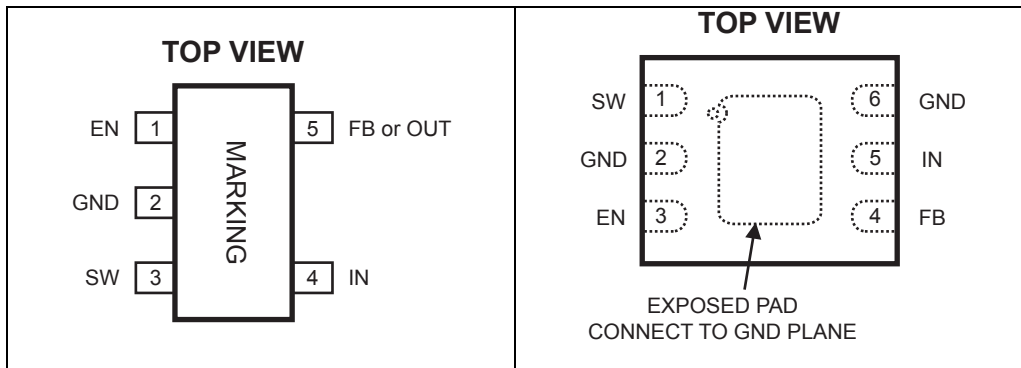 TOP VIEW
EN 1 5 FB or OUT
MARKING
GND 2
SW 3 4 IN
TOP VIEW
SW 1 6 GND
GND 2 5 IN
EN 3 4 FB
EXPOSED PAD
CONNECT TO GND PLANE